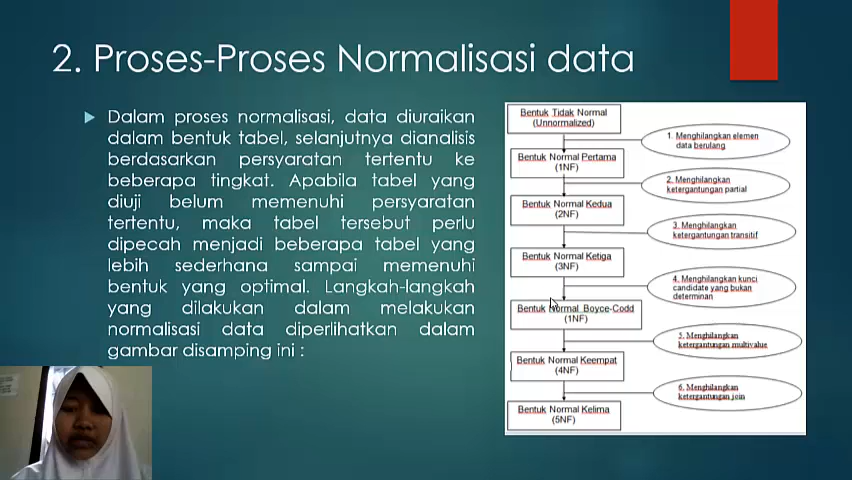 2. Proses-Proses Normalisasi data
Dalam proses normalisasi, data diuraikan
dalam bentuk tabel, selanjutnya dianalisis
berdasarkan persyaratan tertentu ke
beberapa tingkat. Apabila tabel yang
diuji belum memenuhi persyaratan
tertentu, maka tabel tersebut perlu
dipecah menjadi beberapa tabel yang
lebih sederhana sampai memenuhi
bentuk yang optimal. Langkah-langkah
yang dilakukan dalam melakukan
normalisasi data diperlihatkan dalam
gambar disamping ini :
Bentuk Tidak Normal
(Unnormalized)
1. Menghilangkan elemen
data berulang
Bentuk Normal Pertama
(1NF)
2. Menghilangkan
ketergantungan partial
Bentuk Normal Kedua
(2NF)
3. Menghilangkan
ketergantungan transitif
Bentuk Normal Ketiga
(3NF)
4. Menghilangkan kunci
candidate yang bukan
determinan
Bentuk Normal Boyce-Codd
(1NF)
5. Menghilangkan
ketergantungan multivalue
Bentuk Normal Keempat
(4NF)
6. Menghilangkan
ketergantungan join
Bentuk Normal Kelima
(5NF)